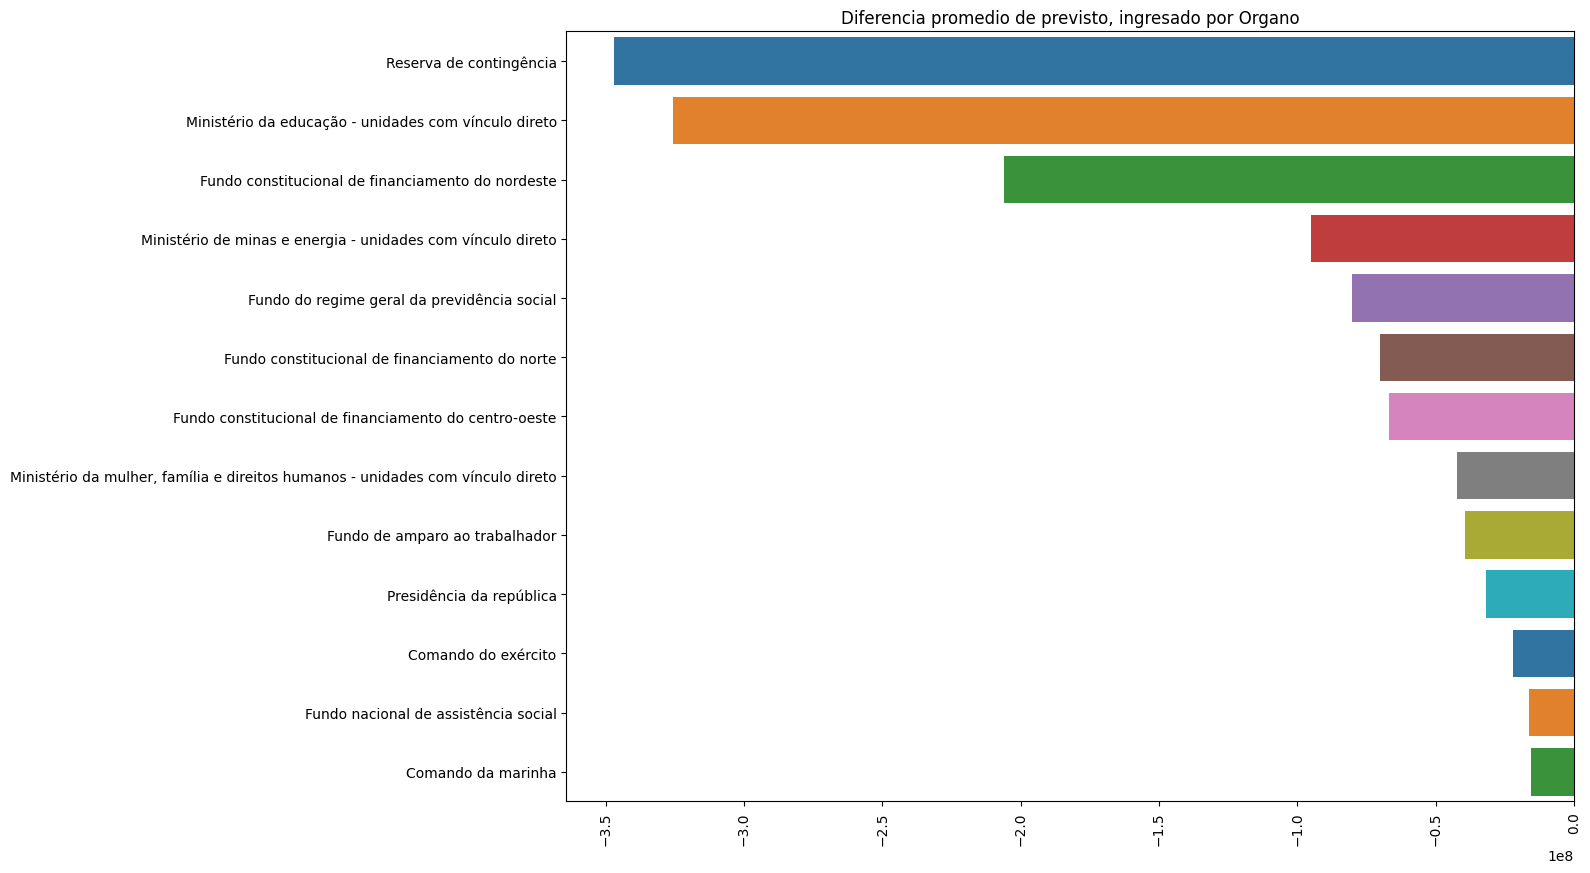 Diferencia promedio de previsto, ingresado por Organo
Reserva de contingência
Ministério da educação - unidades com vínculo direto
Fundo constitucional de financiamento do nordeste
Ministério de minas e energia - unidades com vínculo direto
Fundo do regime geral da previdência social
Fundo constitucional de financiamento do norte
Fundo constitucional de financiamento do centro-oeste
Ministério da mulher, família e direitos humanos - unidades com vínculo direto
Fundo de amparo ao trabalhador
Presidência da república
Comando do exército
Fundo nacional de assistência social
Comando da marinha
−3.5
−3.0
−2.5
−2.0
−1.5
−1.0
−0.5
0.0
1e8